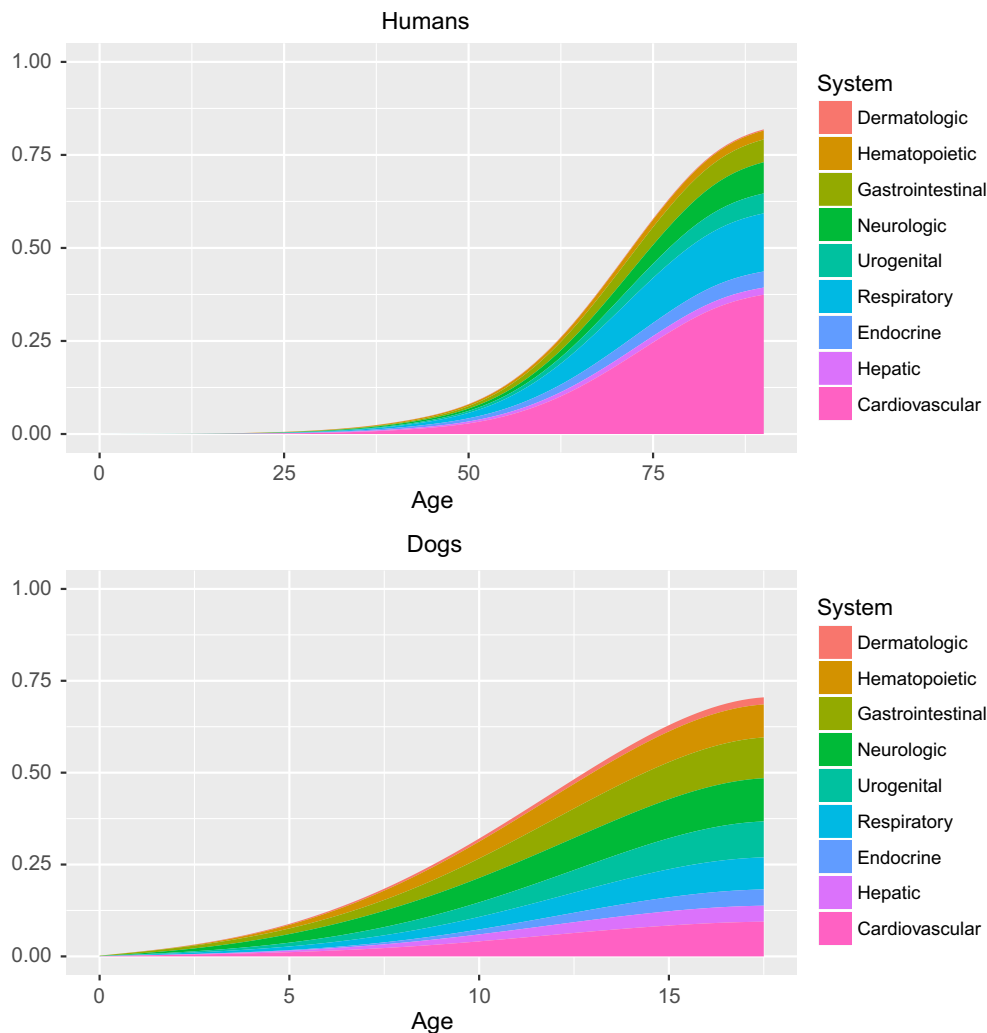 Humans
1.00
0.75
0.50
0.25
0.00
0
25
50
75
Age
System
Dermatologic
Hematopoietic
Gastrointestinal
Neurologic
Urogenital
Respiratory
Endocrine
Hepatic
Cardiovascular
Dogs
1.00
0.75
0.50
0.25
0.00
0
5
10
15
Age
System
Dermatologic
Hematopoietic
Gastrointestinal
Neurologic
Urogenital
Respiratory
Endocrine
Hepatic
Cardiovascular